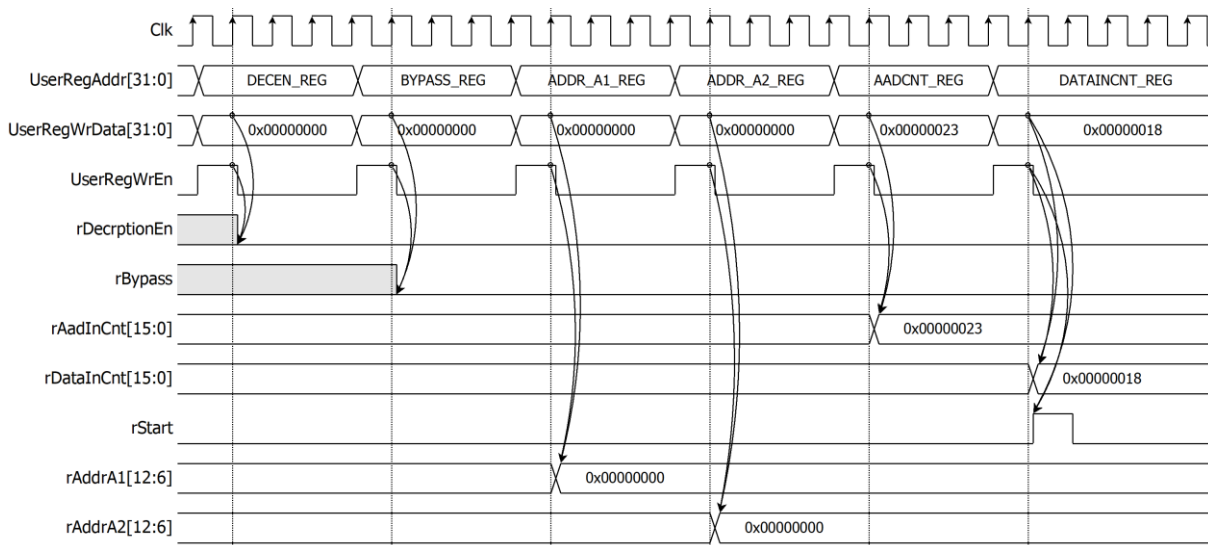 Clk
UserRegAddr[31:0] DECEN_REG BYPASS_REG ADDR_A1_REG ADDR_A2_REG AADCNT_REG DATAINCNT_REG
UserRegWrData[31:0] 0x00000000 0x00000000 0x00000000 0x00000000 0x00000023 0x00000018
UserRegWrEn
rDecrptionEn
rBypass
rAadInCnt[15:0] 0x00000023
rDataInCnt[15:0] 0x00000018
rStart
rAddrA1[12:6] 0x00000000
rAddrA2[12:6] 0x00000000